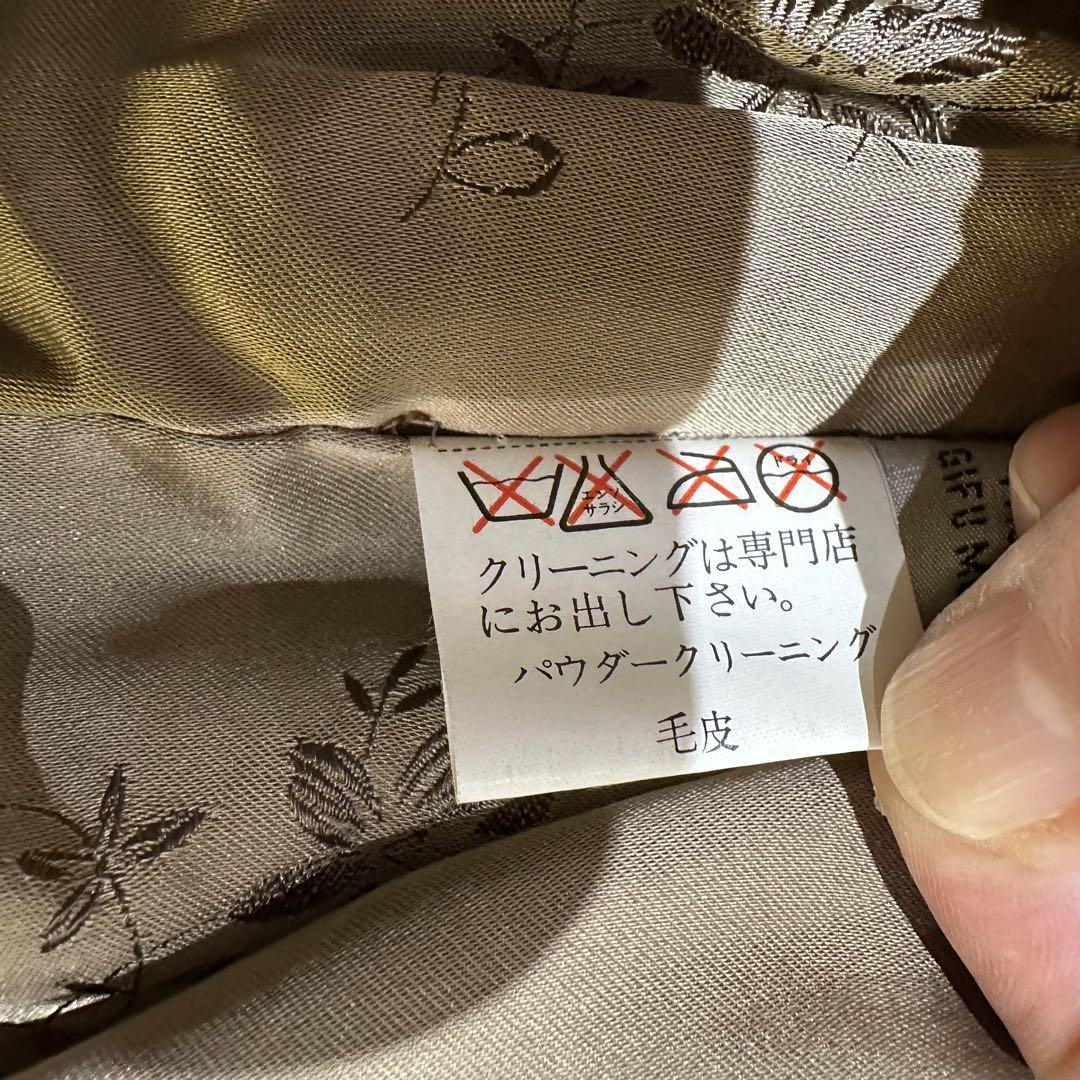 エンソ
サラシ
ドライ
クリーニングは専門店
にお出し下さい。
パウダークリーニング
毛皮
GIFU M